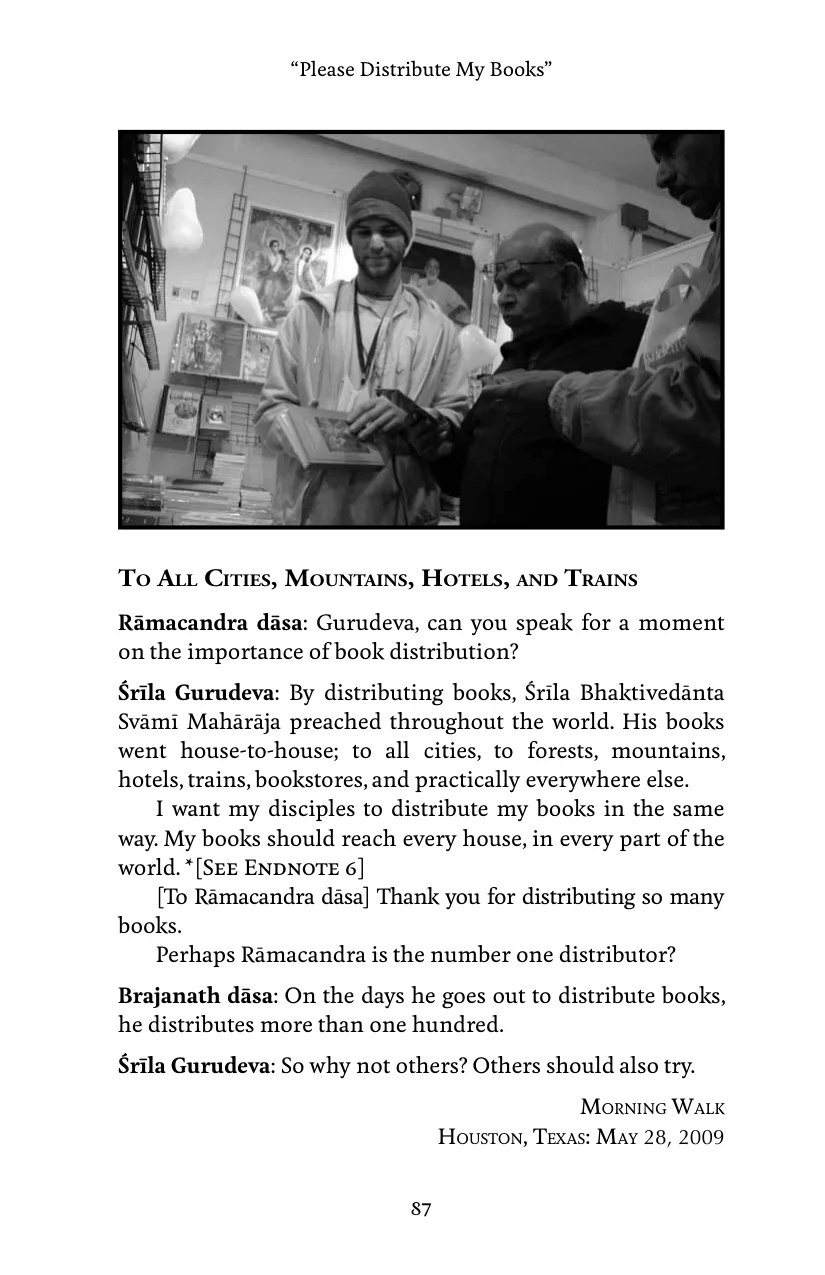 “Please Distribute My Books”
To All Cities, Mountains, Hotels, and Trains
Rāmacandra dāsa: Gurudeva, can you speak for a moment
on the importance of book distribution?
Śrīla Gurudeva: By distributing books, Śrīla Bhaktivedānta
Svāmī Mahārāja preached throughout the world. His books
went house-to-house; to all cities, to forests, mountains,
hotels, trains, bookstores, and practically everywhere else.
I want my disciples to distribute my books in the same
way. My books should reach every house, in every part of the
world. *[See Endnote 6]
[To Rāmacandra dāsa] Thank you for distributing so many
books.
Perhaps Rāmacandra is the number one distributor?
Brajanath dāsa: On the days he goes out to distribute books,
he distributes more than one hundred.
Śrīla Gurudeva: So why not others? Others should also try.
Morning Walk
Houston, Texas: May 28, 2009
87